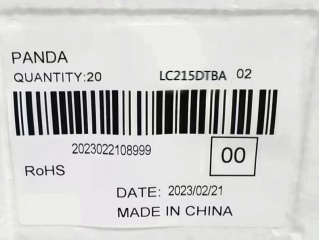 PANDA
QUANTITY:20 LC215DTBA 02
2023022108999
00
RoHS
DATE: 2023/02/21
MADE IN CHINA